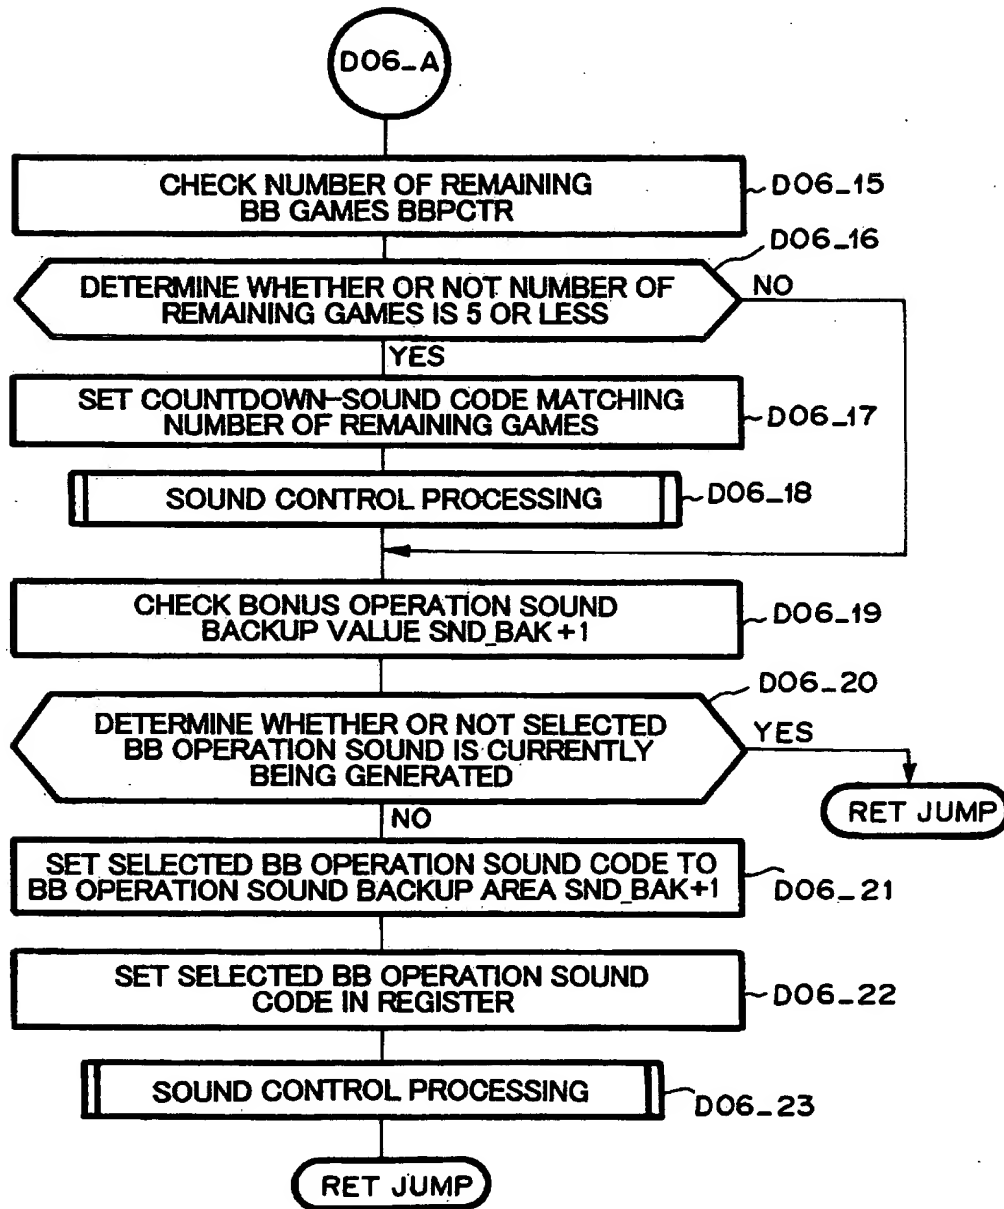 D06_A
CHECK NUMBER OF REMAINING
BB GAMES BBPCTR
D06_15
D06_16
DETERMINE WHETHER OR NOT NUMBER OF
REMAINING GAMES IS 5 OR LESS
NO
YES
SET COUNTDOWN-SOUND CODE MATCHING
NUMBER OF REMAINING GAMES
D06_17
SOUND CONTROL PROCESSING
D06_18
CHECK BONUS OPERATION SOUND
BACKUP VALUE SND_BAK+1
D06_19
D06_20
DETERMINE WHETHER OR NOT SELECTED
BB OPERATION SOUND IS CURRENTLY
BEING GENERATED
YES
RET JUMP
NO
SET SELECTED BB OPERATION SOUND CODE TO
BB OPERATION SOUND BACKUP AREA SND_BAK+1
D06_21
SET SELECTED BB OPERATION SOUND
CODE IN REGISTER
D06_22
SOUND CONTROL PROCESSING
D06_23
RET JUMP